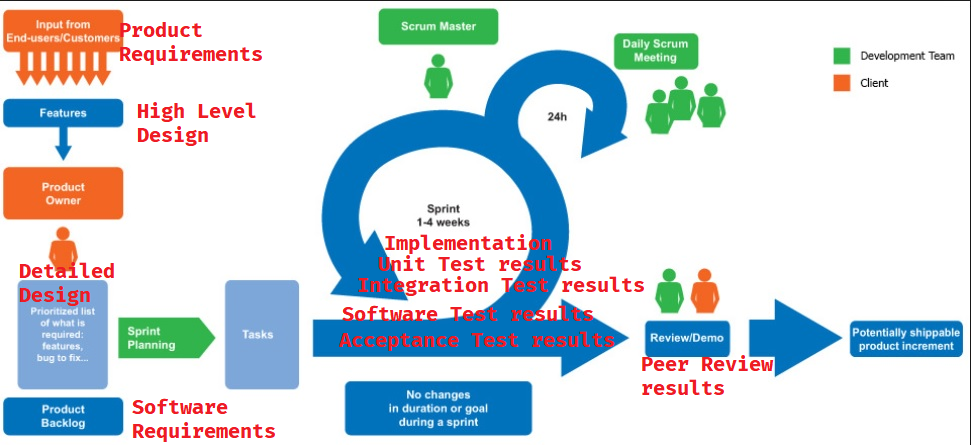 Input from
End-users/Customers
Product
Requirements
Features
High Level
Design
Product
Owner
Detailed
Design
Prioritized list
of what is
required:
features,
bug to fix...
Product
Backlog
Software
Requirements
Sprint
Planning
Tasks
Scrum Master
Daily Scrum
Meeting
24h
Sprint
1-4 weeks
Implementation
Unit Test results
Integration Test results
Software Test results
Acceptance Test results
No changes
in duration or goal
during a sprint
Development Team
Client
Review/Demo
Peer Review
results
Potentially shippable
product increment